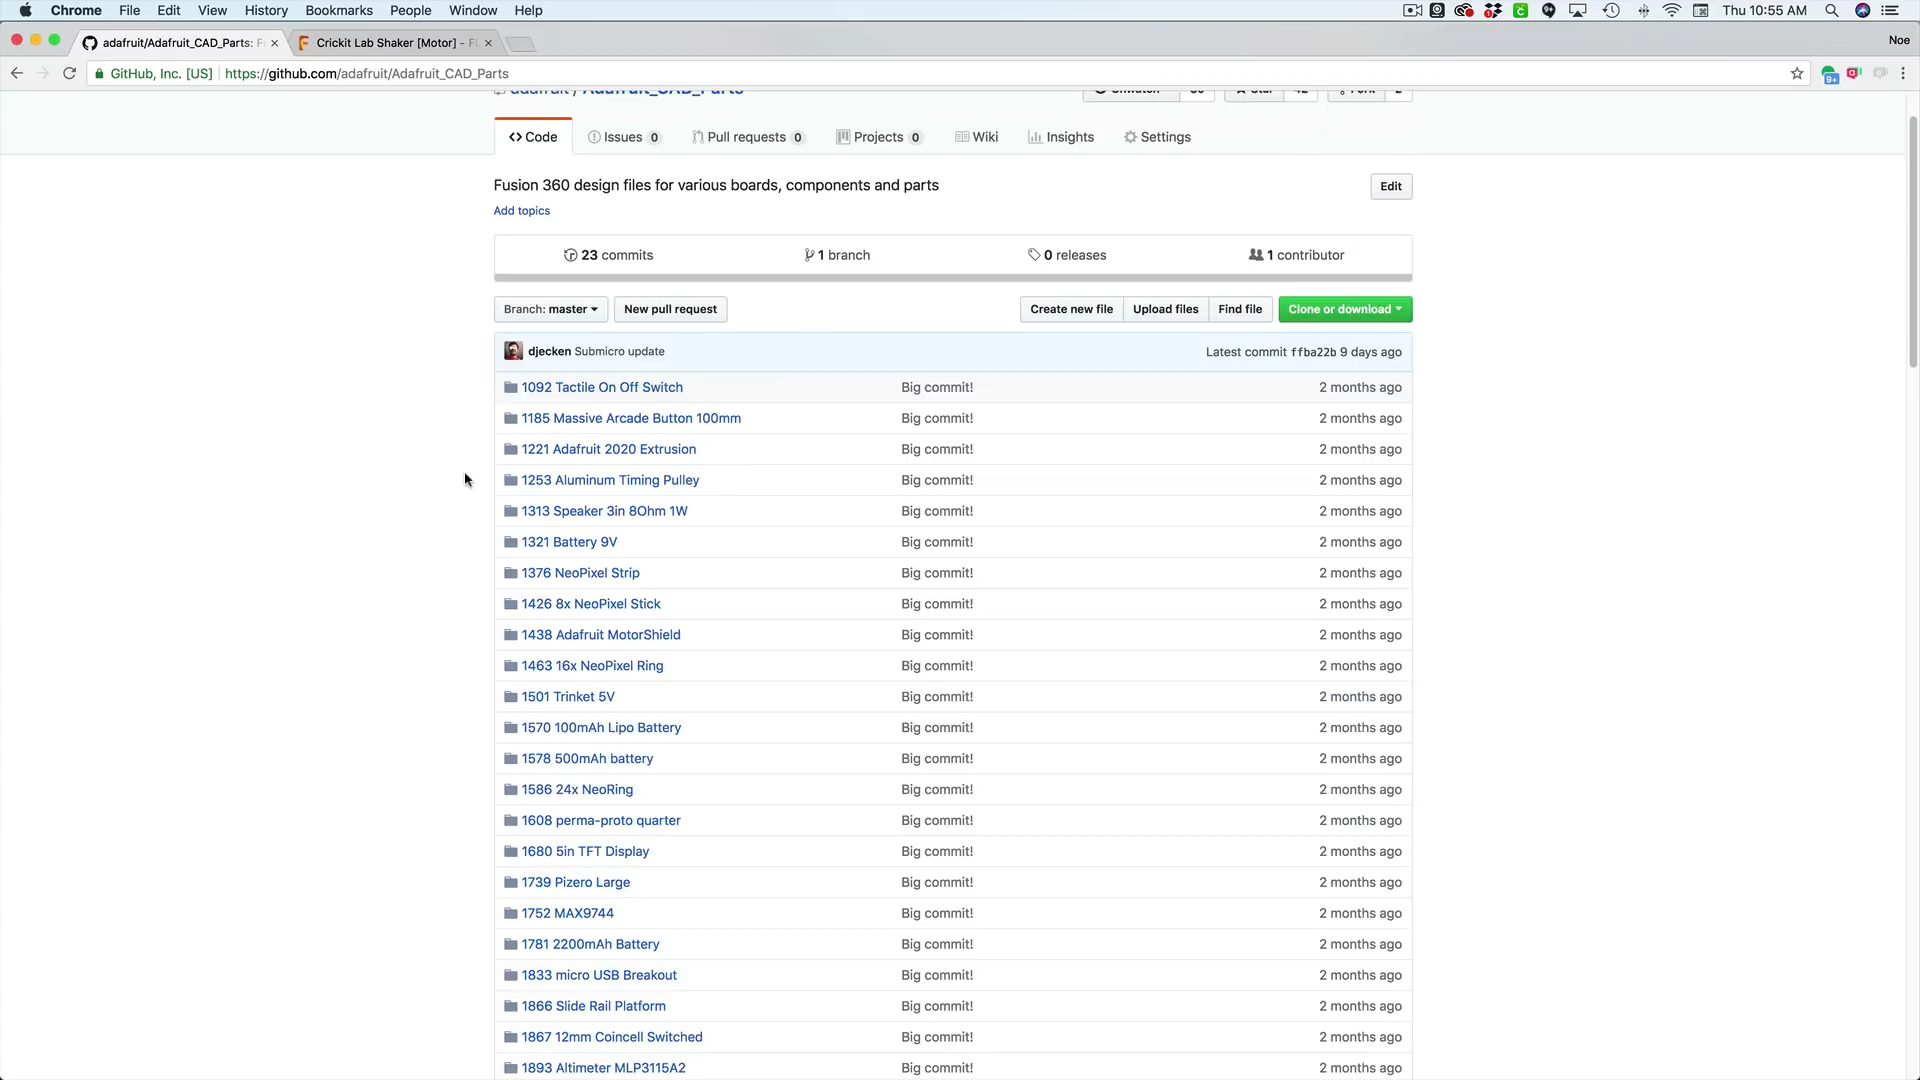 Chrome File Edit View History Bookmarks People Window Help Thu 10:55 AM
adafruit/Adafruit_CAD_Parts: F Crickit Lab Shaker [Motor] - F Noe
GitHub, Inc. [US] https://github.com/adafruit/Adafruit_CAD_Parts
adafruit / Adafruit_CAD_Parts Unwatch Star 42 Fork
Code Issues 0 Pull requests 0 Projects 0 Wiki Insights Settings
Fusion 360 design files for various boards, components and parts Edit
Add topics
23 commits 1 branch 0 releases 1 contributor
Branch: master New pull request Create new file Upload files Find file Clone or download
djecken Submicro update Latest commit ffba22b 9 days ago
1092 Tactile On Off Switch Big commit! 2 months ago
1185 Massive Arcade Button 100mm Big commit! 2 months ago
1221 Adafruit 2020 Extrusion Big commit! 2 months ago
1253 Aluminum Timing Pulley Big commit! 2 months ago
1313 Speaker 3in 8Ohm 1W Big commit! 2 months ago
1321 Battery 9V Big commit! 2 months ago
1376 NeoPixel Strip Big commit! 2 months ago
1426 8x NeoPixel Stick Big commit! 2 months ago
1438 Adafruit MotorShield Big commit! 2 months ago
1463 16x NeoPixel Ring Big commit! 2 months ago
1501 Trinket 5V Big commit! 2 months ago
1570 100mAh Lipo Battery Big commit! 2 months ago
1578 500mAh battery Big commit! 2 months ago
1586 24x NeoRing Big commit! 2 months ago
1608 perma-proto quarter Big commit! 2 months ago
1680 5in TFT Display Big commit! 2 months ago
1739 Pizero Large Big commit! 2 months ago
1752 MAX9744 Big commit! 2 months ago
1781 2200mAh Battery Big commit! 2 months ago
1833 micro USB Breakout Big commit! 2 months ago
1866 Slide Rail Platform Big commit! 2 months ago
1867 12mm Coincell Switched Big commit! 2 months ago
1893 Altimeter MLP3115A2 Big commit! 2 months ago